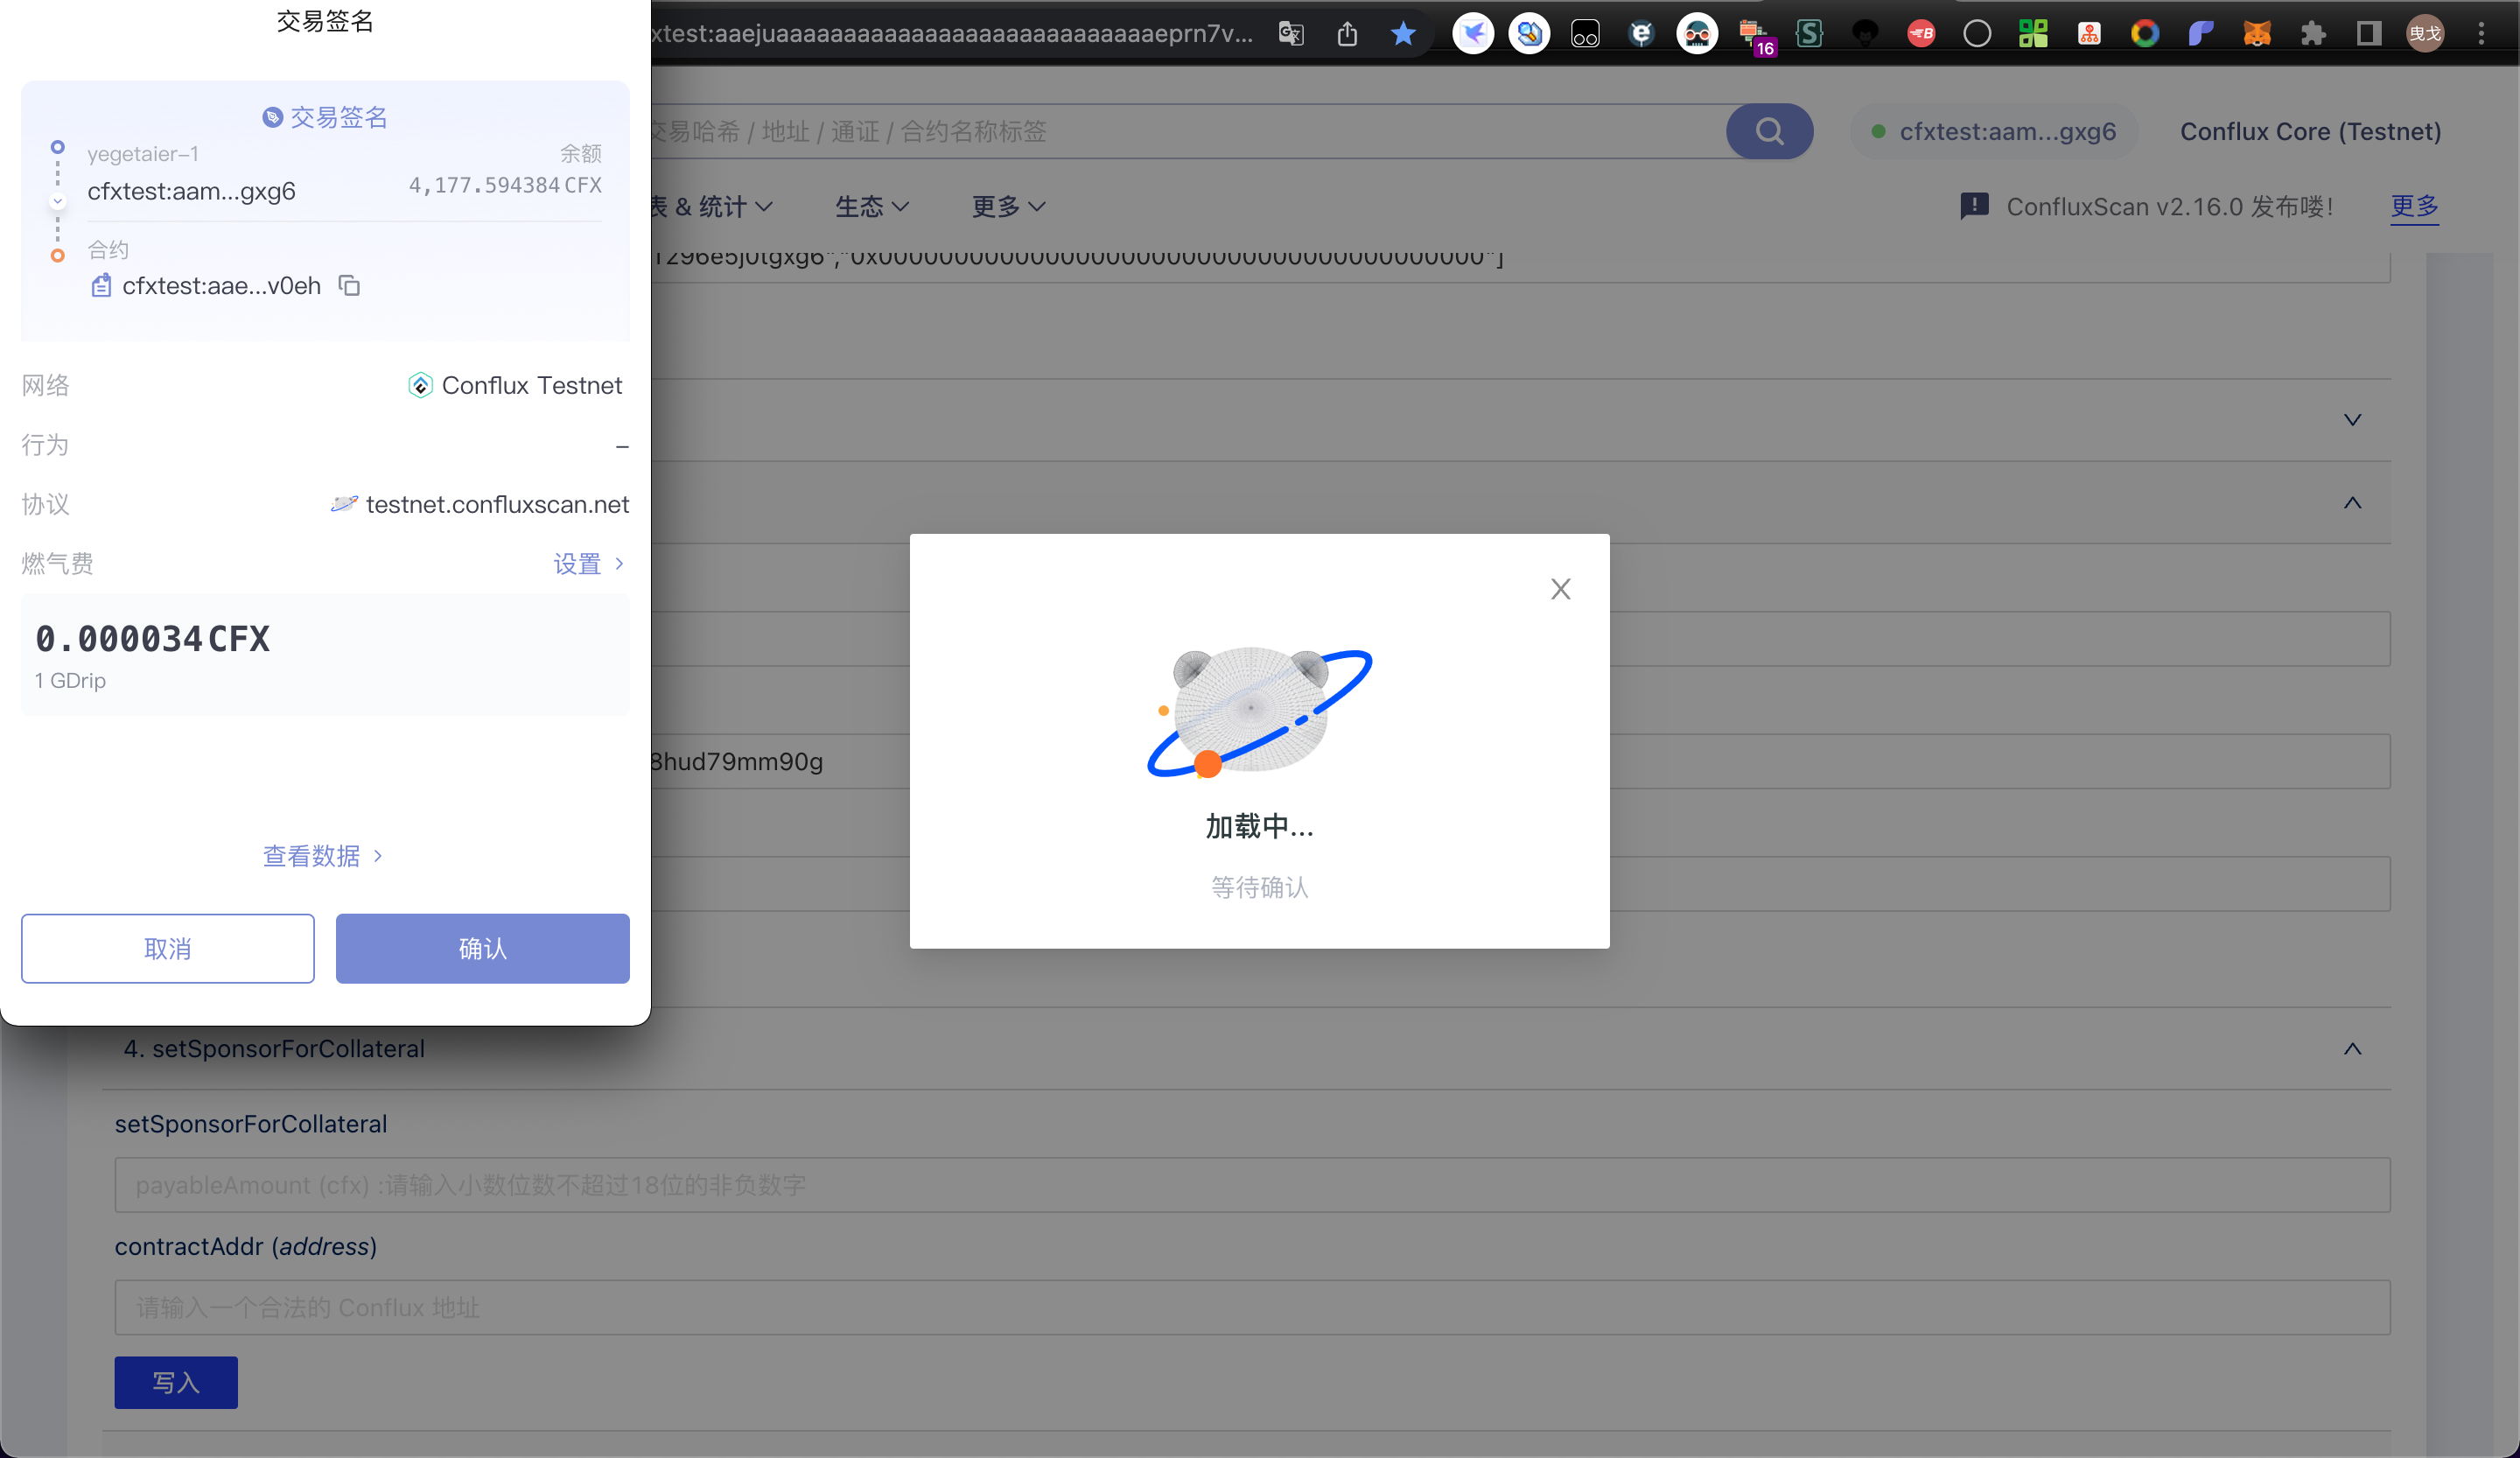 交易签名
交易签名
yegetaier-1
余额
cfxtest:aam...gxg6
4,177.594384 CFX
合约
cfxtest:aae...v0eh
网络
Conflux Testnet
行为
–
协议
testnet.confluxscan.net
燃气费
设置
0.000034 CFX
1 GDrip
查看数据
取消
确认
16
曳戈
交易哈希 / 地址 / 通证 / 合约名称标签
cfxtest:aam...gxg6
Conflux Core (Testnet)
表 & 统计
生态
更多
ConfluxScan v2.16.0 发布喽!
更多
8hud79mm90g
加载中...
等待确认
4. setSponsorForCollateral
setSponsorForCollateral
payableAmount (cfx) :请输入小数位数不超过18位的非负数字
contractAddr (address)
请输入一个合法的 Conflux 地址
写入